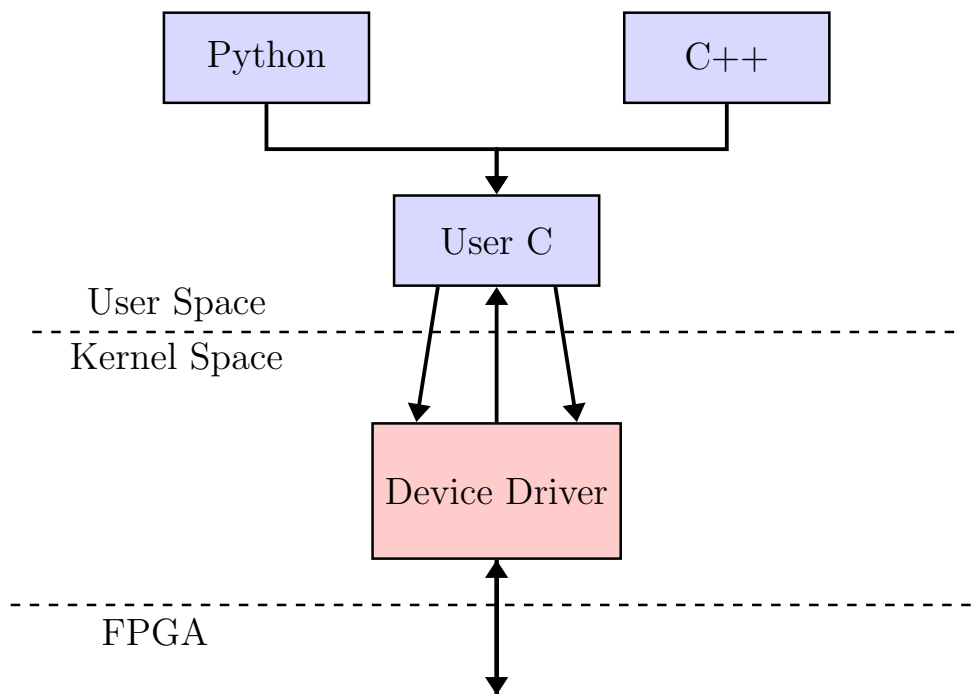 Python
C++
User C
User Space
Kernel Space
Device Driver
FPGA